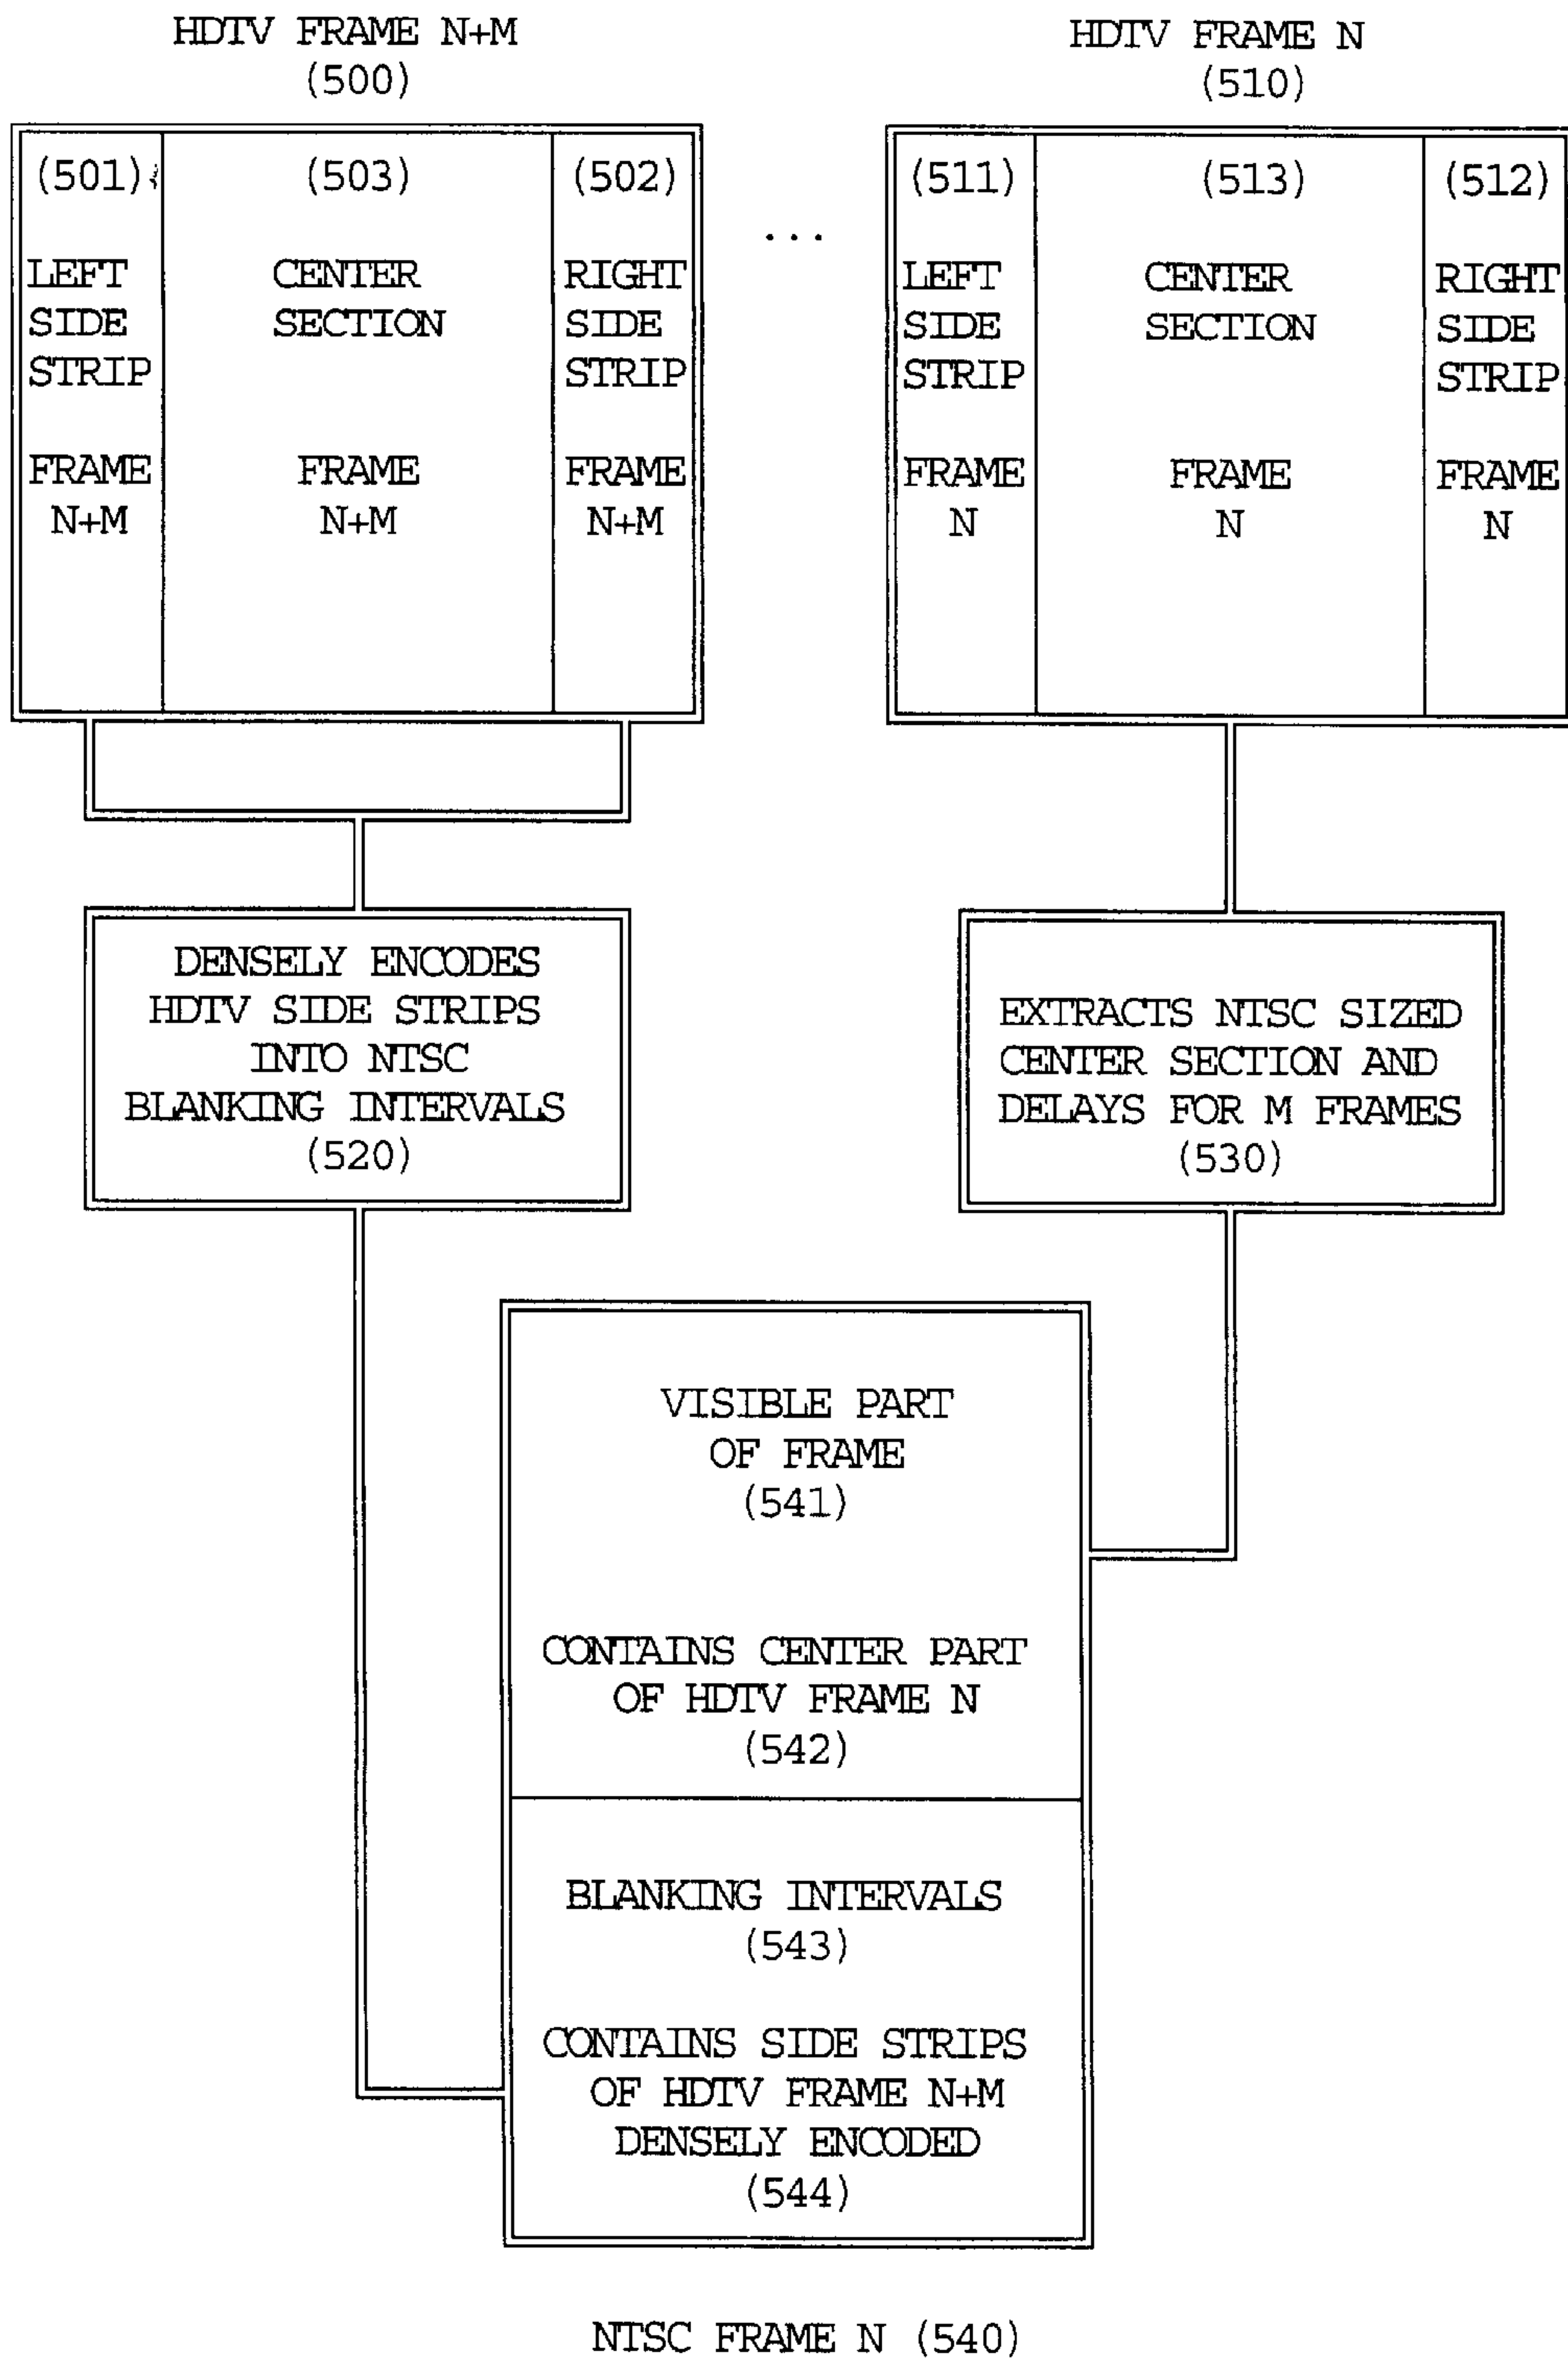 HDTV FRAME N+M
(500)
HDTV FRAME N
(510)
(501)
LEFT
SIDE
STRIP
FRAME
N+M
(503)
CENTER
SECTION
FRAME
N+M
(502)
RIGHT
SIDE
STRIP
FRAME
N+M
...
(511)
LEFT
SIDE
STRIP
FRAME
N
(513)
CENTER
SECTION
FRAME
N
(512)
RIGHT
SIDE
STRIP
FRAME
N
DENSELY ENCODES
HDTV SIDE STRIPS
INTO NTSC
BLANKING INTERVALS
(520)
EXTRACTS NTSC SIZED
CENTER SECTION AND
DELAYS FOR M FRAMES
(530)
VISIBLE PART
OF FRAME
(541)
CONTAINS CENTER PART
OF HDTV FRAME N
(542)
BLANKING INTERVALS
(543)
CONTAINS SIDE STRIPS
OF HDTV FRAME N+M
DENSELY ENCODED
(544)
NTSC FRAME N (540)